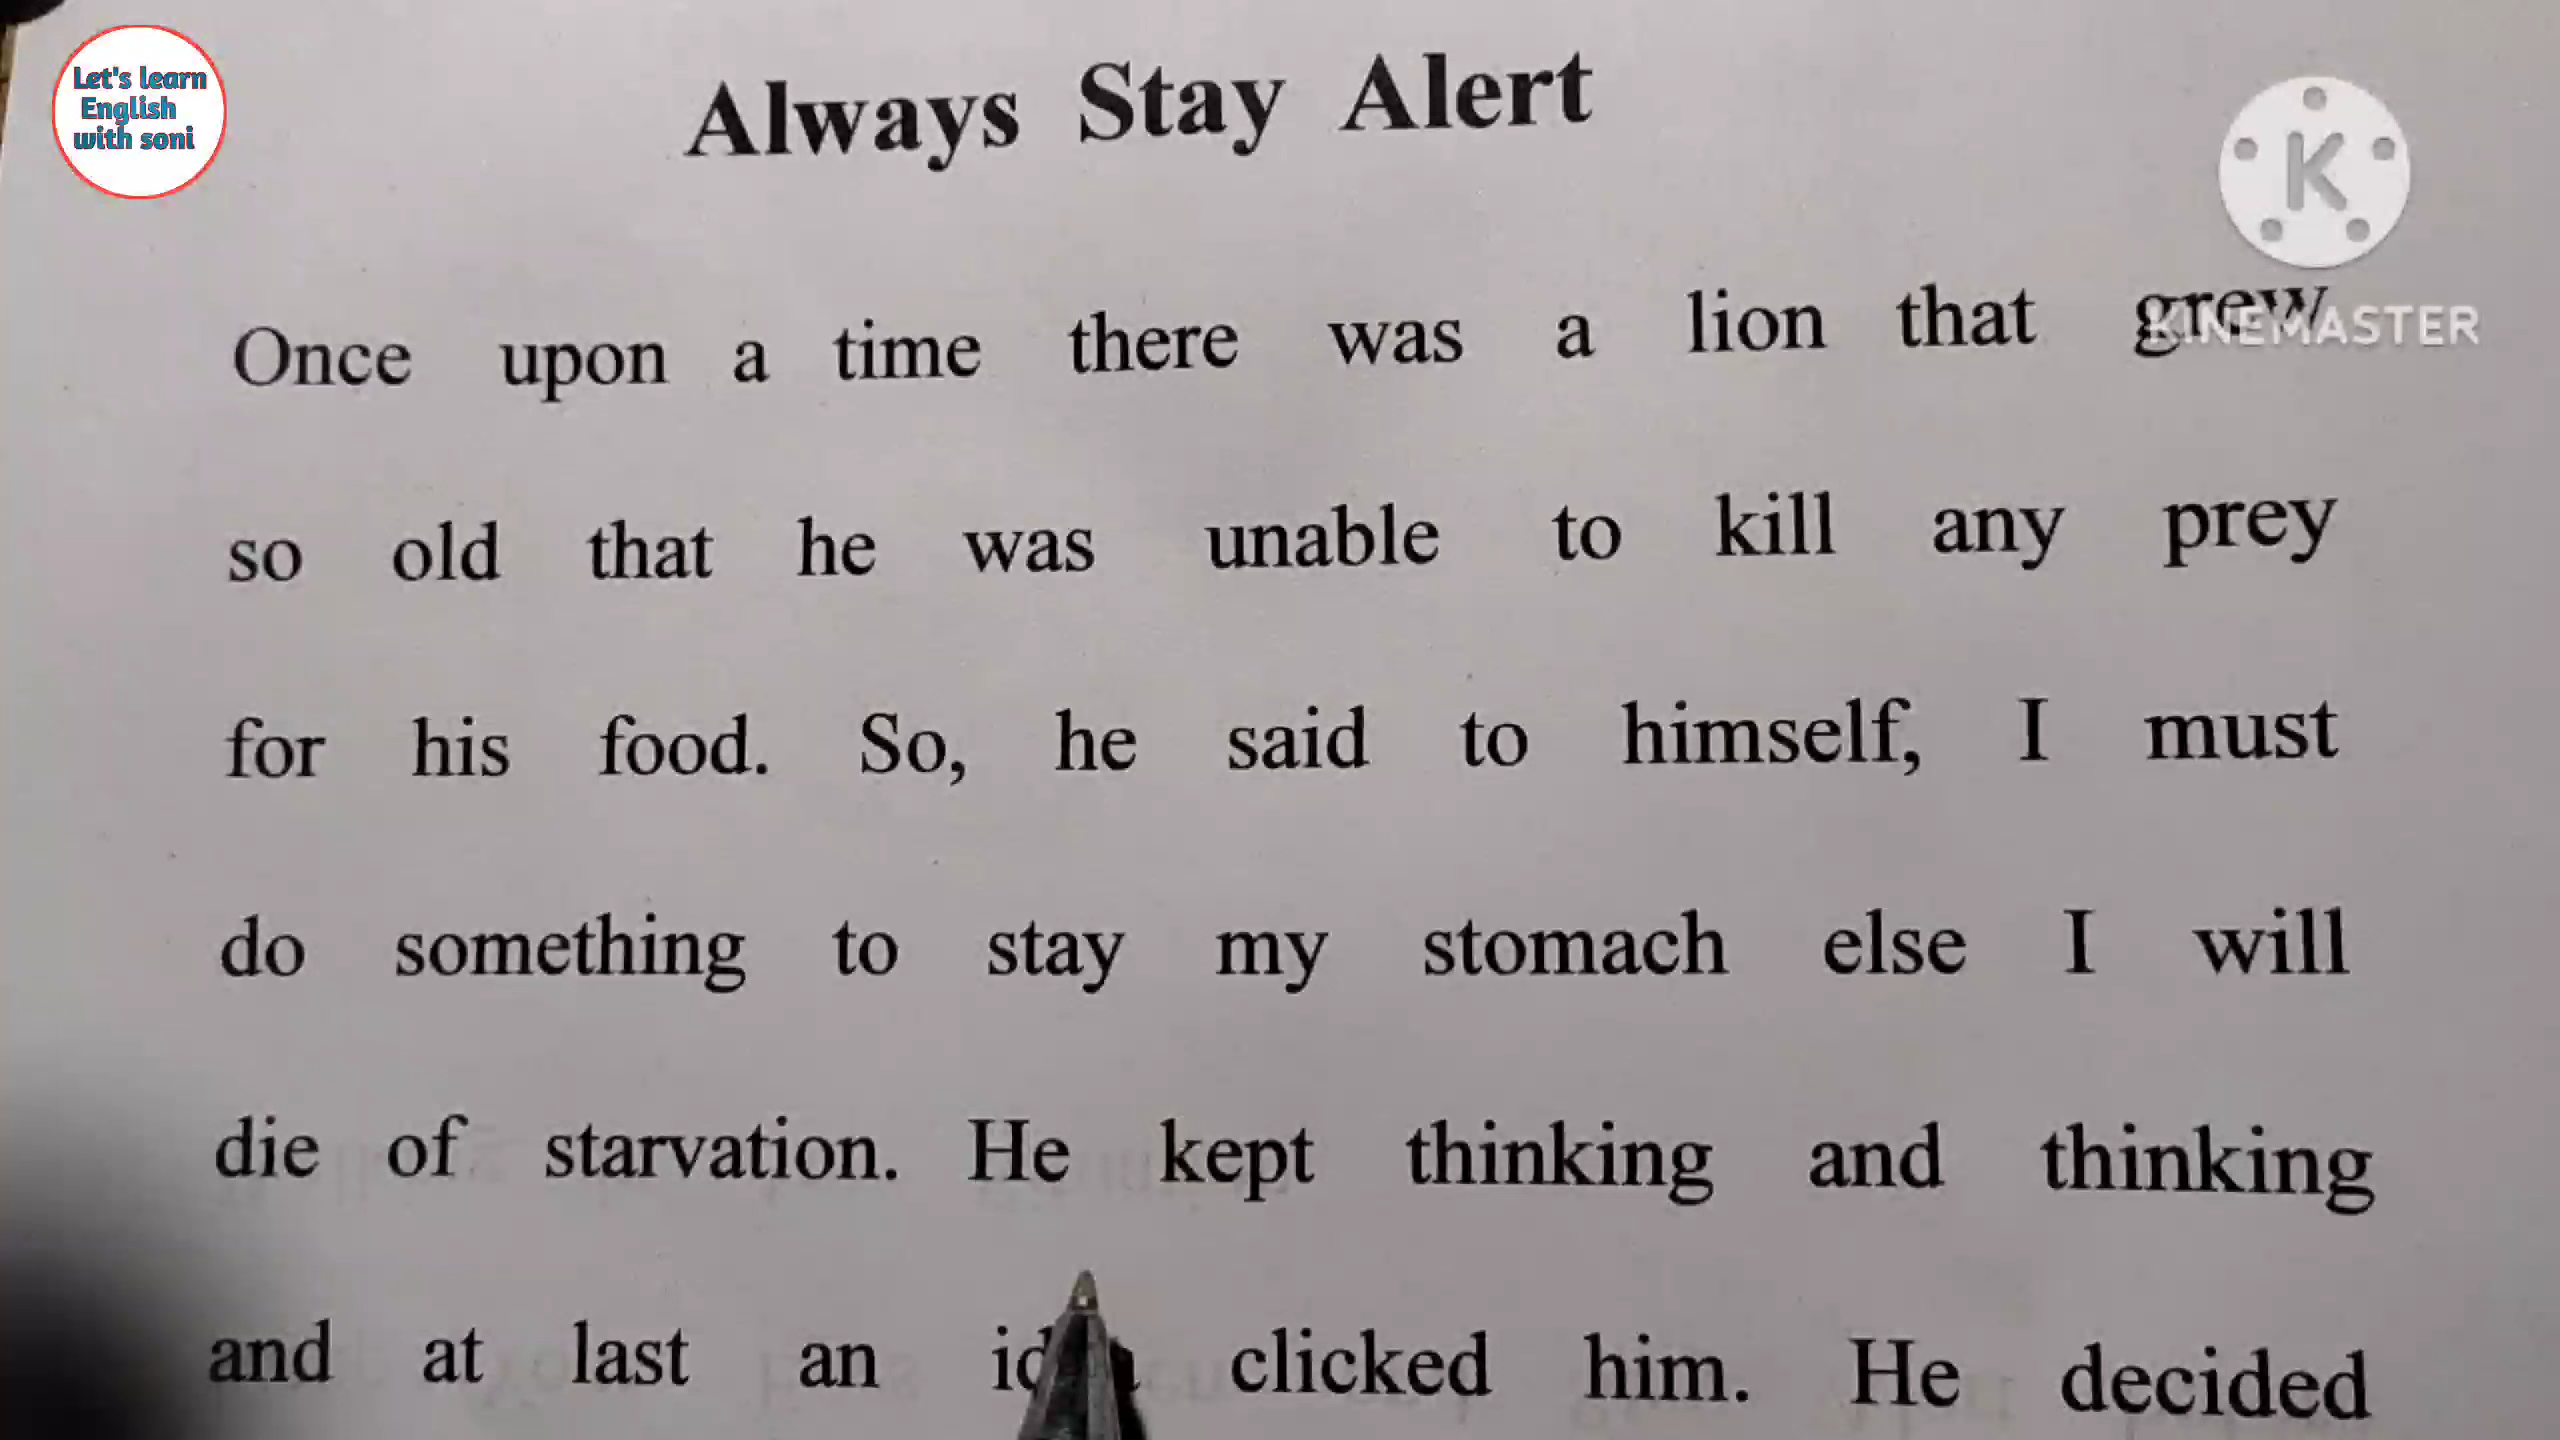 Let's learn
English
with soni
Always Stay Alert
K
KINEMASTER
Once upon a time there was a lion that grew
so old that he was unable to kill any prey
for his food. So, he said to himself, I must
do something to stay my stomach else I will
die of starvation. He kept thinking and thinking
and at last an clicked him. He decided